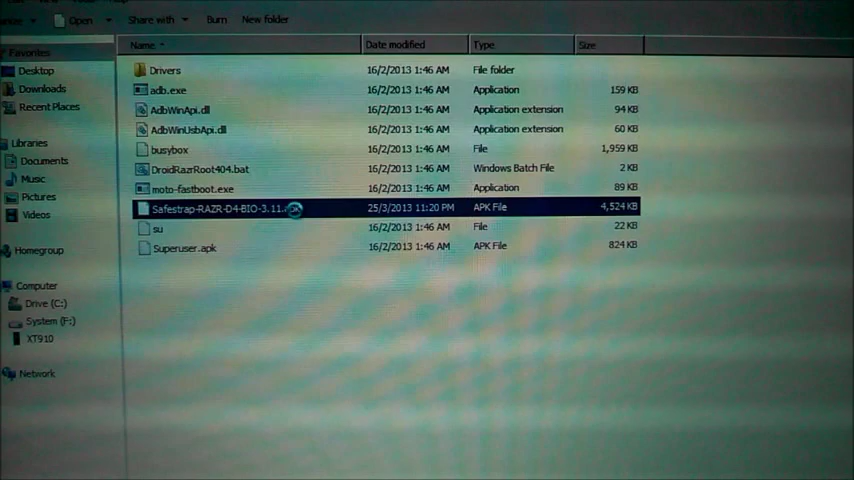 Open Share with Burn New folder
Name Date modified Type Size
Favorites
Desktop
Downloads
Recent Places
Libraries
Documents
Music
Pictures
Videos
Homegroup
Computer
Drive (C:)
System (F:)
XT910
Network
Drivers 16/2/2013 1:46 AM File folder
adb.exe 16/2/2013 1:46 AM Application 159 KB
AdbWinApi.dll 16/2/2013 1:46 AM Application extension 94 KB
AdbWinUsbApi.dll 16/2/2013 1:46 AM Application extension 60 KB
busybox 16/2/2013 1:46 AM File 1,959 KB
DroidRazrRoot404.bat 16/2/2013 1:46 AM Windows Batch File 2 KB
moto-fastboot.exe 16/2/2013 1:46 AM Application 89 KB
Safestrap-RAZR-D4-BIO-3.11. 25/3/2013 11:20 PM APK File 4,524 KB
su 16/2/2013 1:46 AM File 22 KB
Superuser.apk 16/2/2013 1:46 AM APK File 824 KB